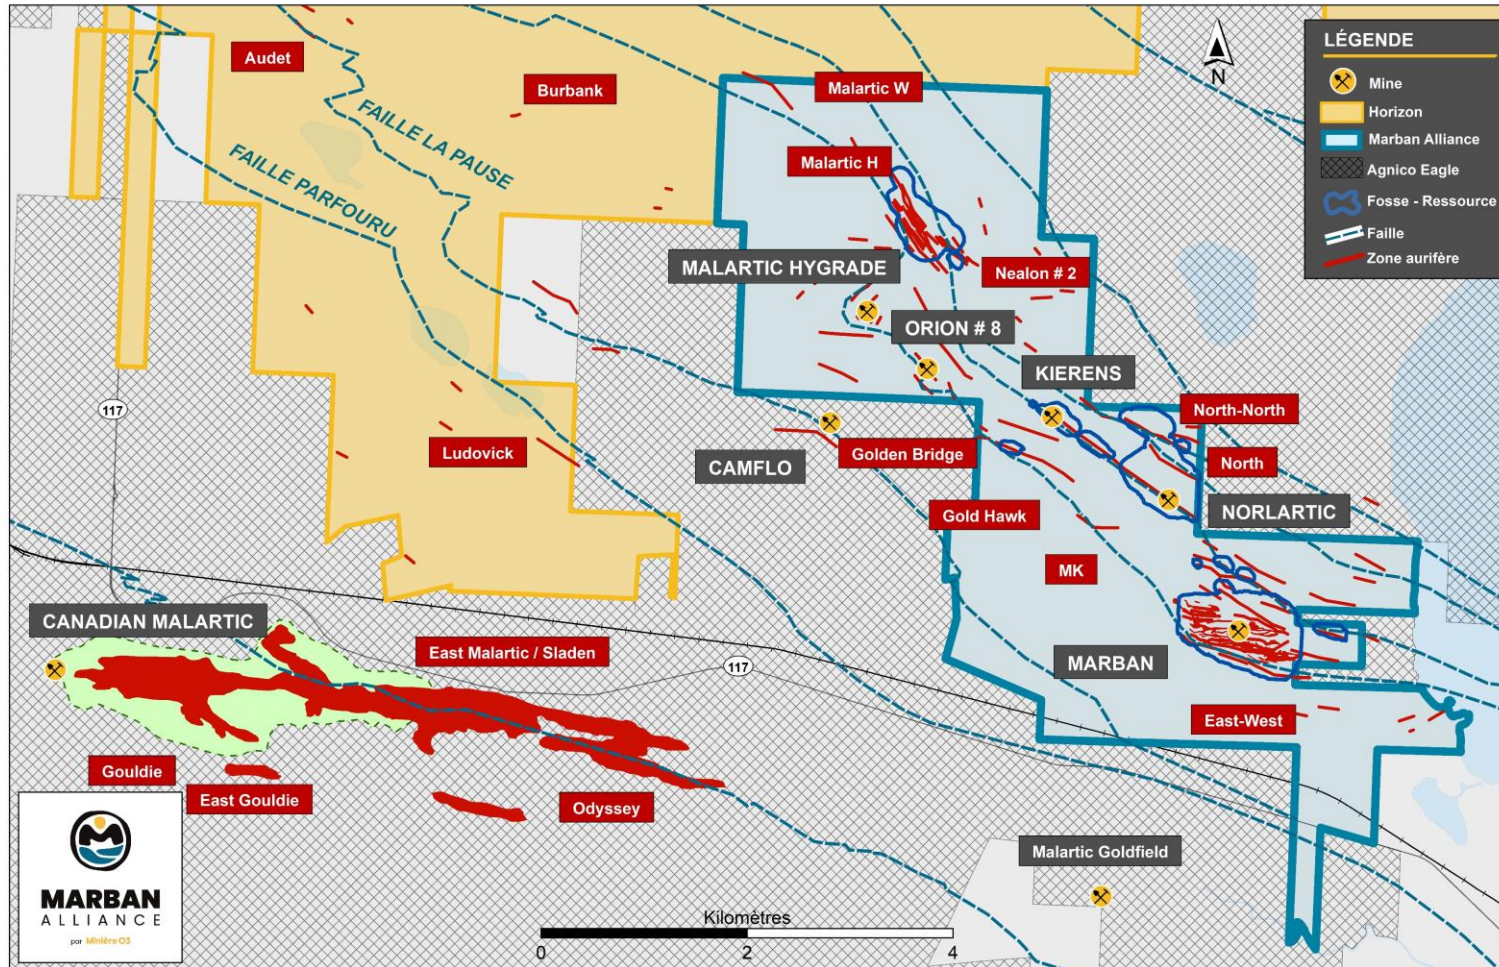 Audet
Burbank
Malartic W
FAILLE LA PAUSE
FAILLE PARFOURU
Malartic H
MALARTIC HYGRADE
Nealon # 2
ORION # 8
KIERENS
117
North-North
Ludovick
CAMFLO
Golden Bridge
North
Gold Hawk
NORLARTIC
MK
CANADIAN MALARTIC
East Malartic / Sladen
117
MARBAN
East-West
Gouldie
East Gouldie
Odyssey
Malartic Goldfield
N
LÉGENDE
Mine
Horizon
Marban Alliance
Agnico Eagle
Fosse - Ressource
Faille
Zone aurifère
MARBAN
ALLIANCE
par Minière O3
Kilomètres
0 2 4